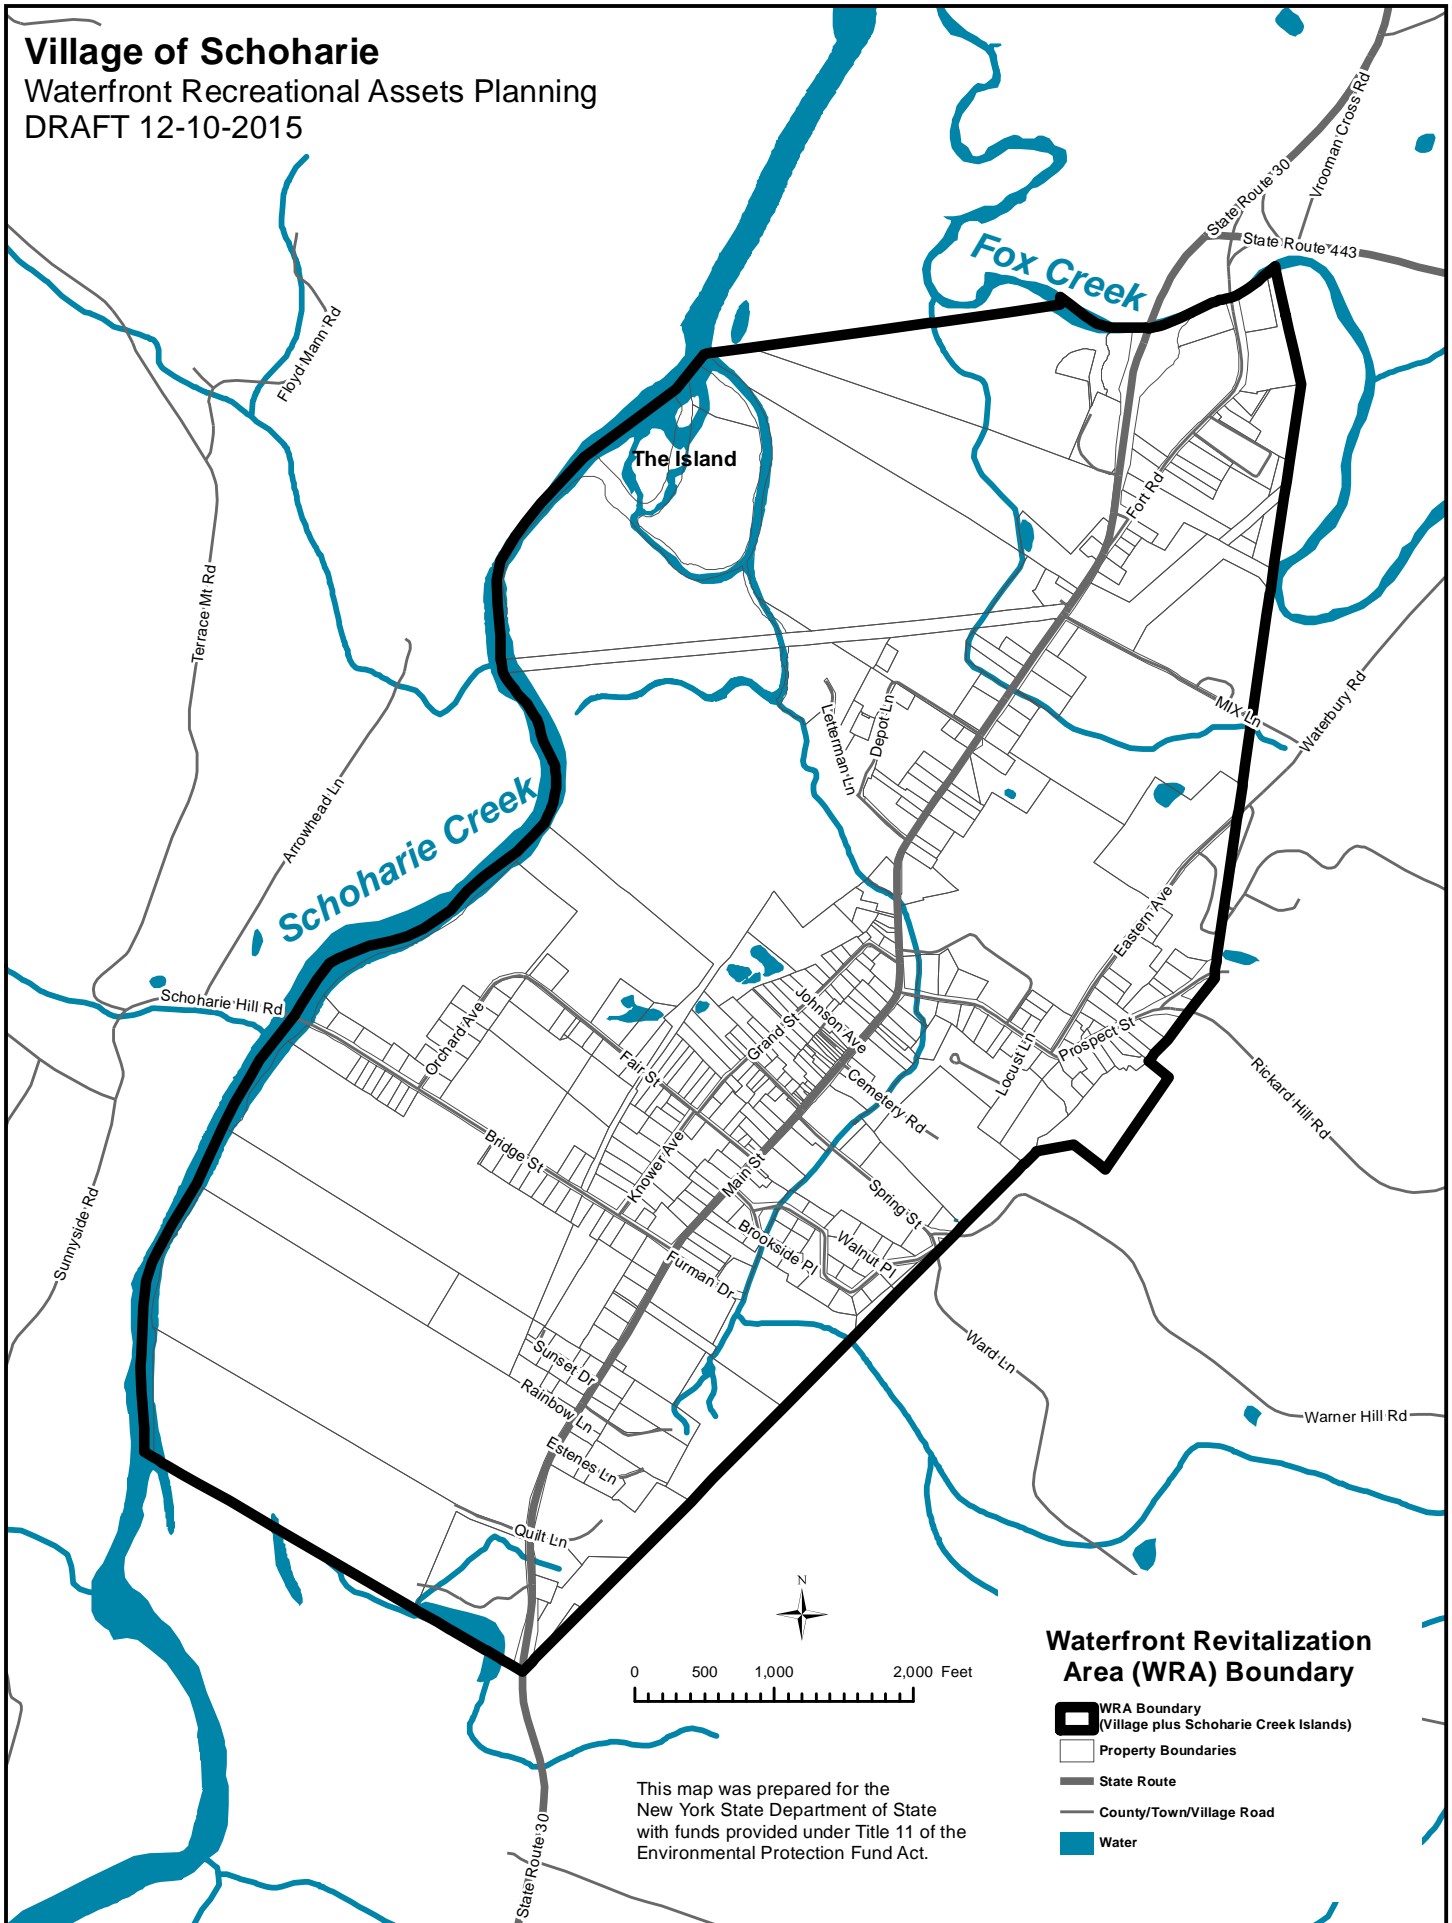 Village of Schoharie
Waterfront Recreational Assets Planning
DRAFT 12-10-2015
Vrooman Cross Rd
State Route 30
State Route 443
Fox Creek
Floyd Mann Rd
The Island
Fort Rd
Terrace Mt Rd
MIX Ln
Waterbury Rd
Letterman Ln
Depot Ln
Arrowhead Ln
Schoharie Creek
Eastern Ave
Schoharie Hill Rd
Orchard Ave
Johnson Ave
Grand St
Fair St
Locust Ln
Prospect St
Cemetery Rd
Rickard Hill Rd
Bridge St
Knower Ave
Main St
Spring St
Sunnyside Rd
Brookside Pl
Walnut Pl
Furman Dr
Ward Ln
Sunset Dr
Rainbow Ln
Warner Hill Rd
Estenes Ln
Quilt Ln
N
0 500 1,000 2,000 Feet
Waterfront Revitalization
Area (WRA) Boundary
WRA Boundary
(Village plus Schoharie Creek Islands)
Property Boundaries
State Route
County/Town/Village Road
Water
This map was prepared for the
New York State Department of State
with funds provided under Title 11 of the
Environmental Protection Fund Act.
State Route 30